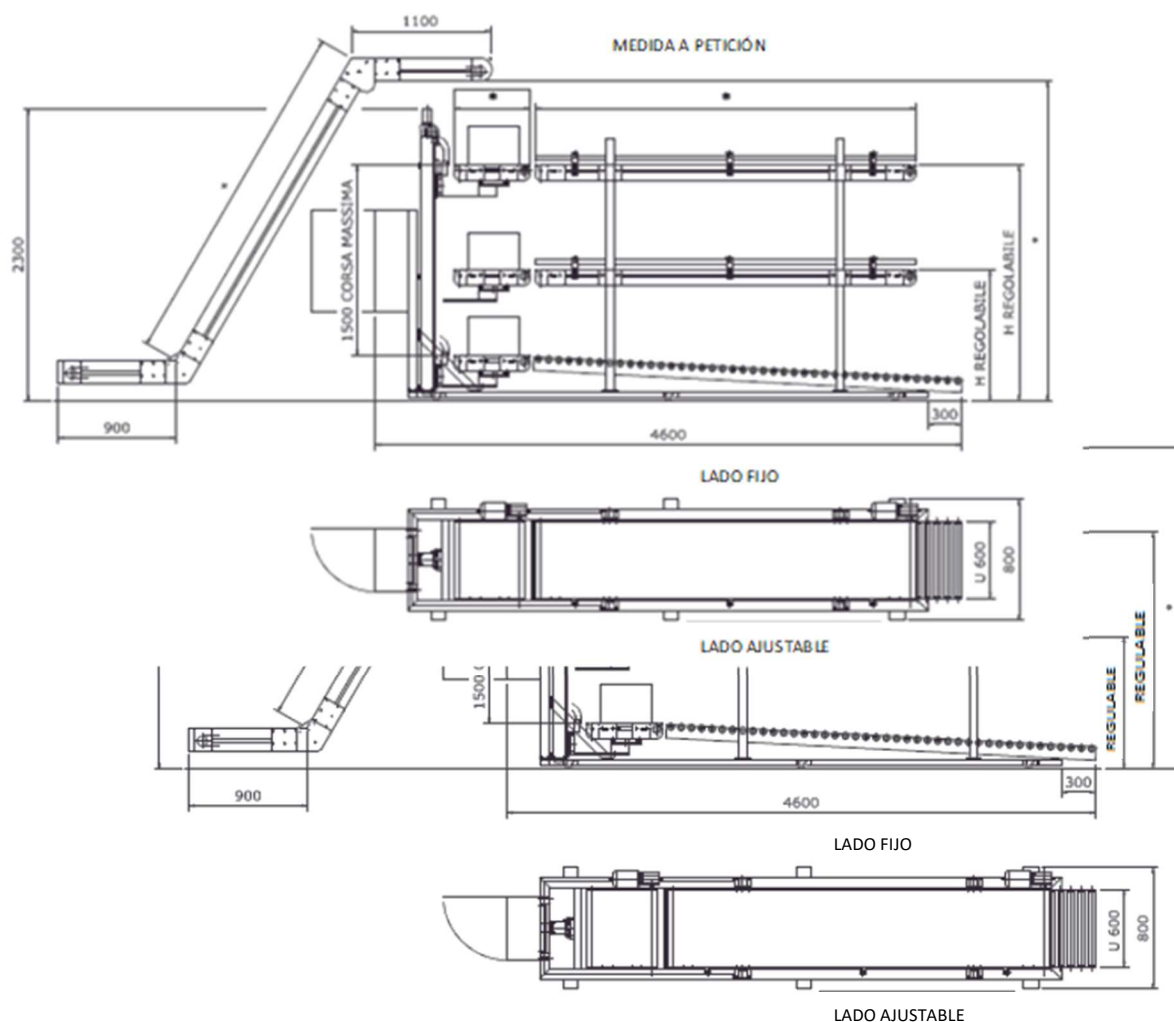 1100
MEDIDA A PETICIÓN
*
*
*
2300
1500 CORSA MASSIMA
H REGOLABILE
H REGOLABILE
*
900
300
4600
LADO FIJO
U 600
800
LADO AJUSTABLE
1500
REGULABLE
REGULABLE
*
900
300
4600
LADO FIJO
U 600
800
LADO AJUSTABLE